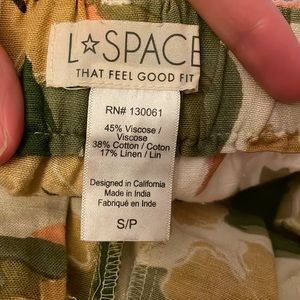 L☆SPACE
THAT FEEL GOOD FIT
RN# 130061
45% Viscose /
Viscose
38% Cotton / Coton
17% Linen / Lin
Designed in California
Made in India
Fabriqué en Inde
S/P